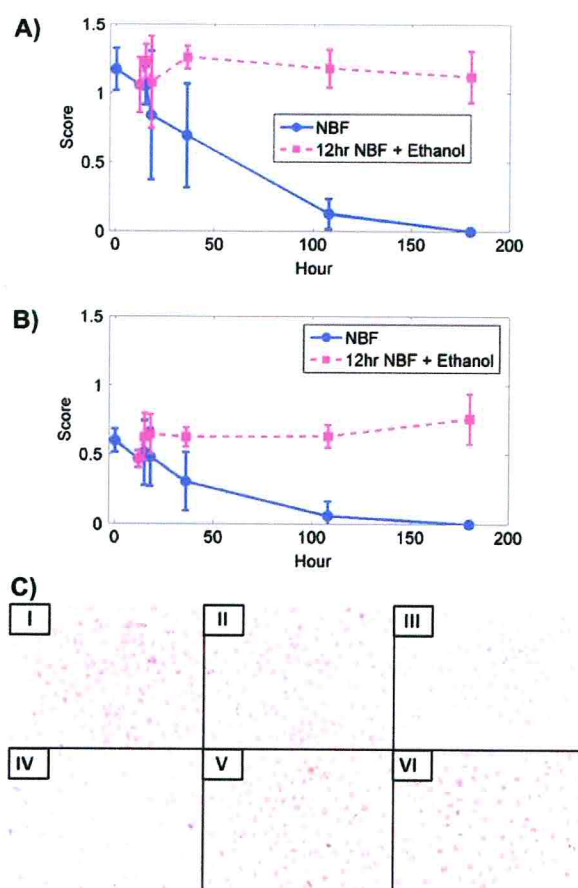 A)
1.5
1
0.5
0
Score
NBF
12hr NBF + Ethanol
0 50 100 150 200
Hour
B)
1.5
1
0.5
0
Score
NBF
12hr NBF + Ethanol
0 50 100 150 200
Hour
C)
I II III
IV V VI